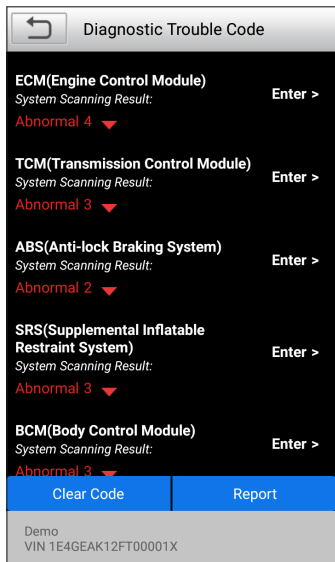 Diagnostic Trouble Code
ECM(Engine Control Module)
System Scanning Result:
Enter >
Abnormal 4
TCM(Transmission Control Module)
System Scanning Result:
Enter >
Abnormal 3
ABS(Anti-lock Braking System)
System Scanning Result:
Enter >
Abnormal 2
SRS(Supplemental Inflatable
Restraint System)
Enter >
System Scanning Result:
Abnormal 3
BCM(Body Control Module)
System Scanning Result:
Enter >
Abnormal 3
Clear Code
Report
Demo
VIN 1E4GEAK12FT00001X